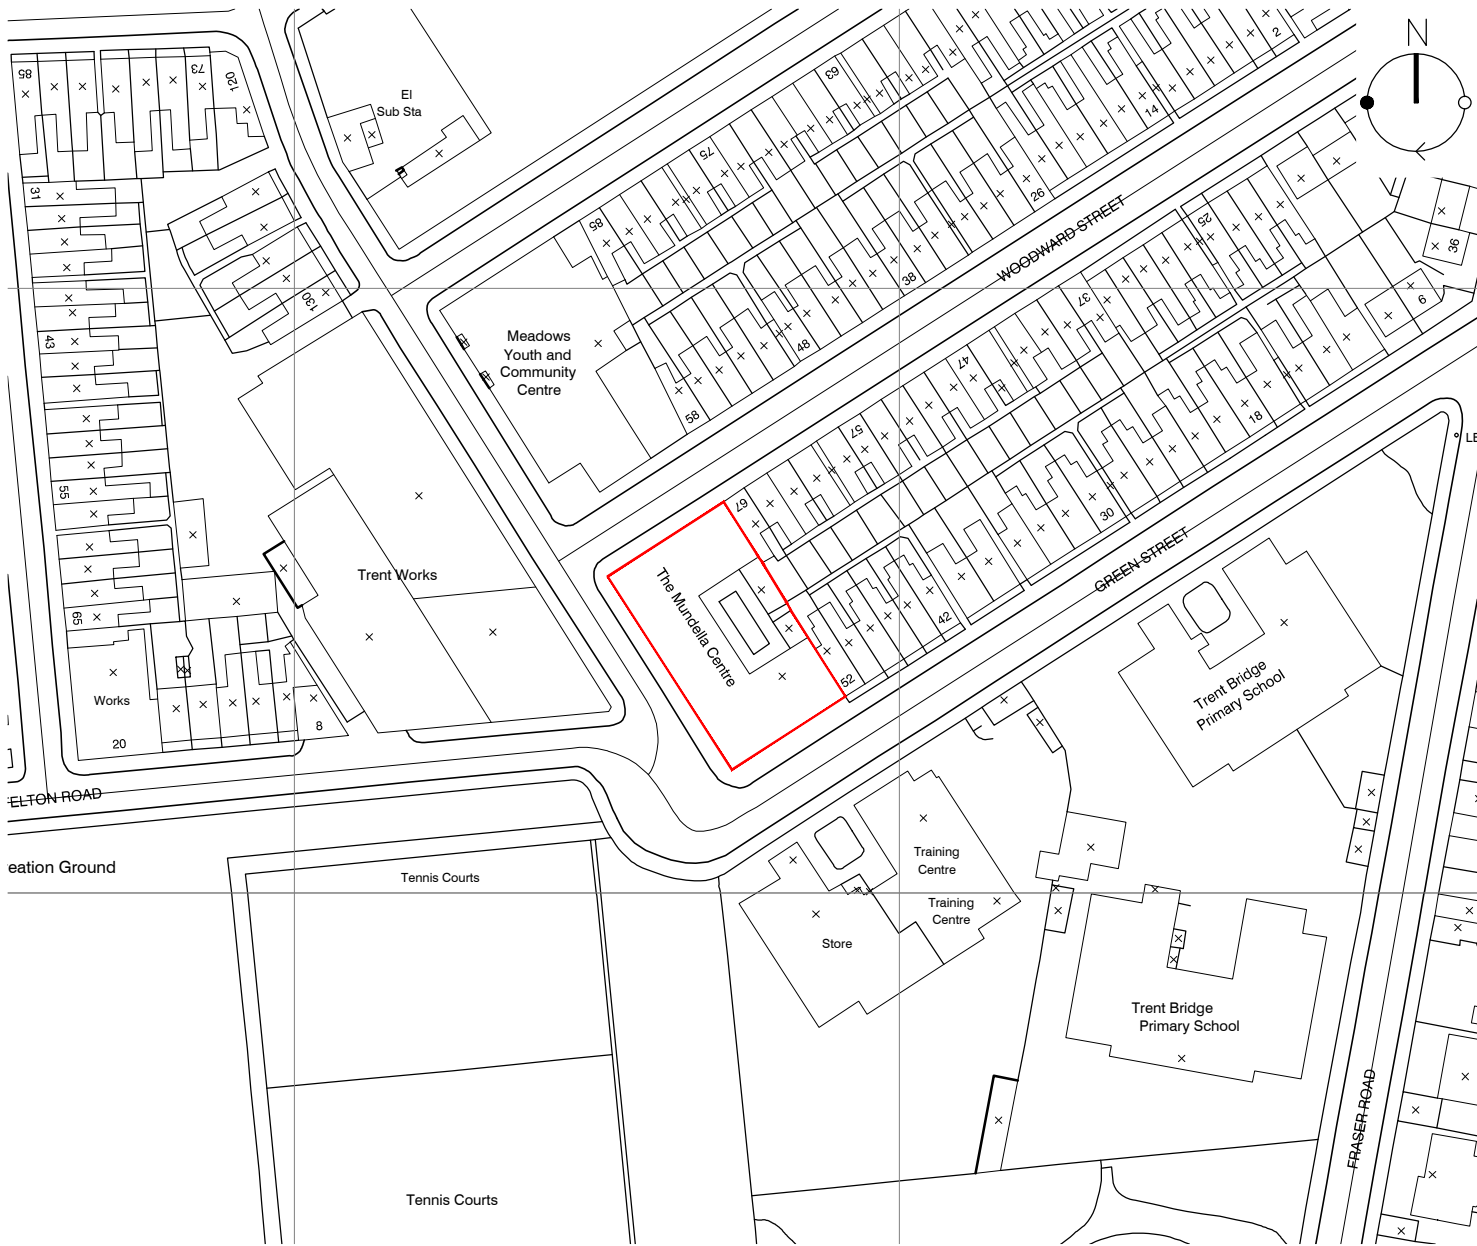 N
85
73
120
El
Sub Sta
63
2
14
75
31
26
85
WOODWARD STREET
25
36
38
130
37
9
43
Meadows
Youth and
Community
Centre
48
47
58
57
18
LE
55
67
30
Trent Works
GREEN STREET
The Mundella Centre
65
42
52
Trent Bridge
Primary School
Works
20
8
ELTON ROAD
eation Ground
Tennis Courts
Training
Centre
Training
Centre
Store
Trent Bridge
Primary School
FRASER ROAD
Tennis Courts